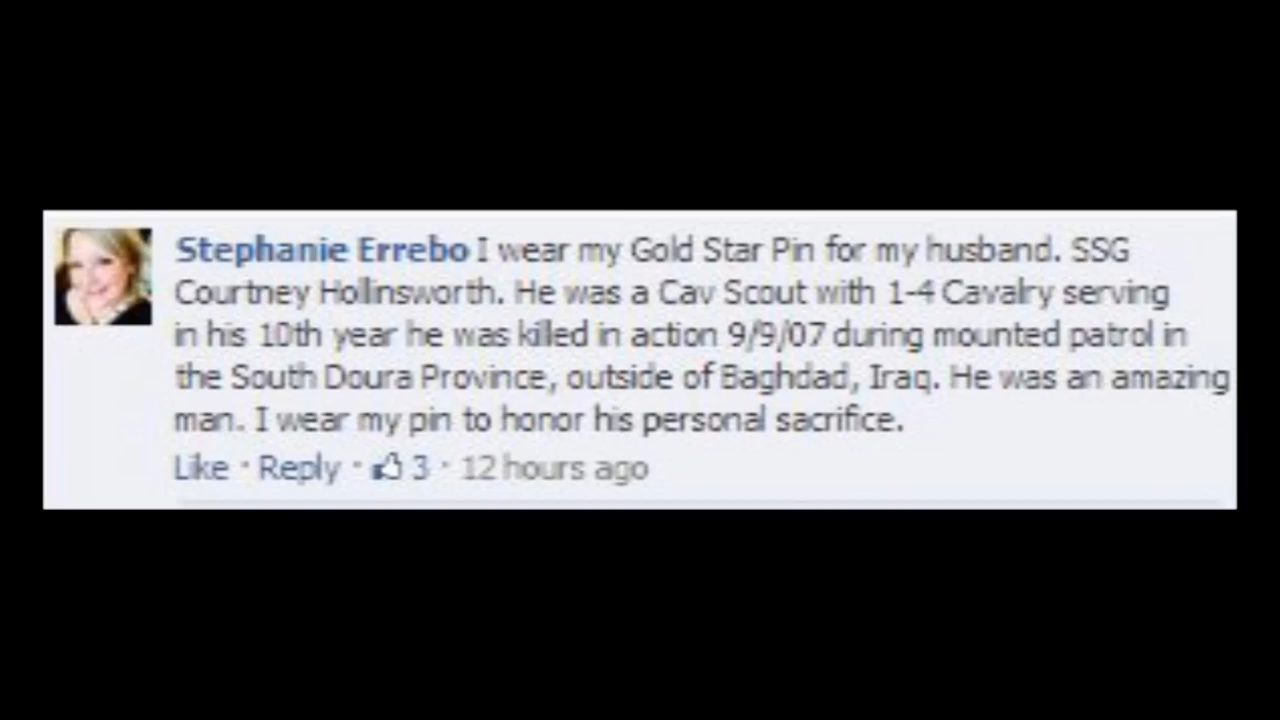 Stephanie Errebo I wear my Gold Star Pin for my husband. SSG
Courtney Hollinsworth. He was a Cav Scout with 1-4 Cavalry serving
in his 10th year he was killed in action 9/9/07 during mounted patrol in
the South Doura Province, outside of Baghdad, Iraq. He was an amazing
man. I wear my pin to honor his personal sacrifice.
Like · Reply · 3 · 12 hours ago